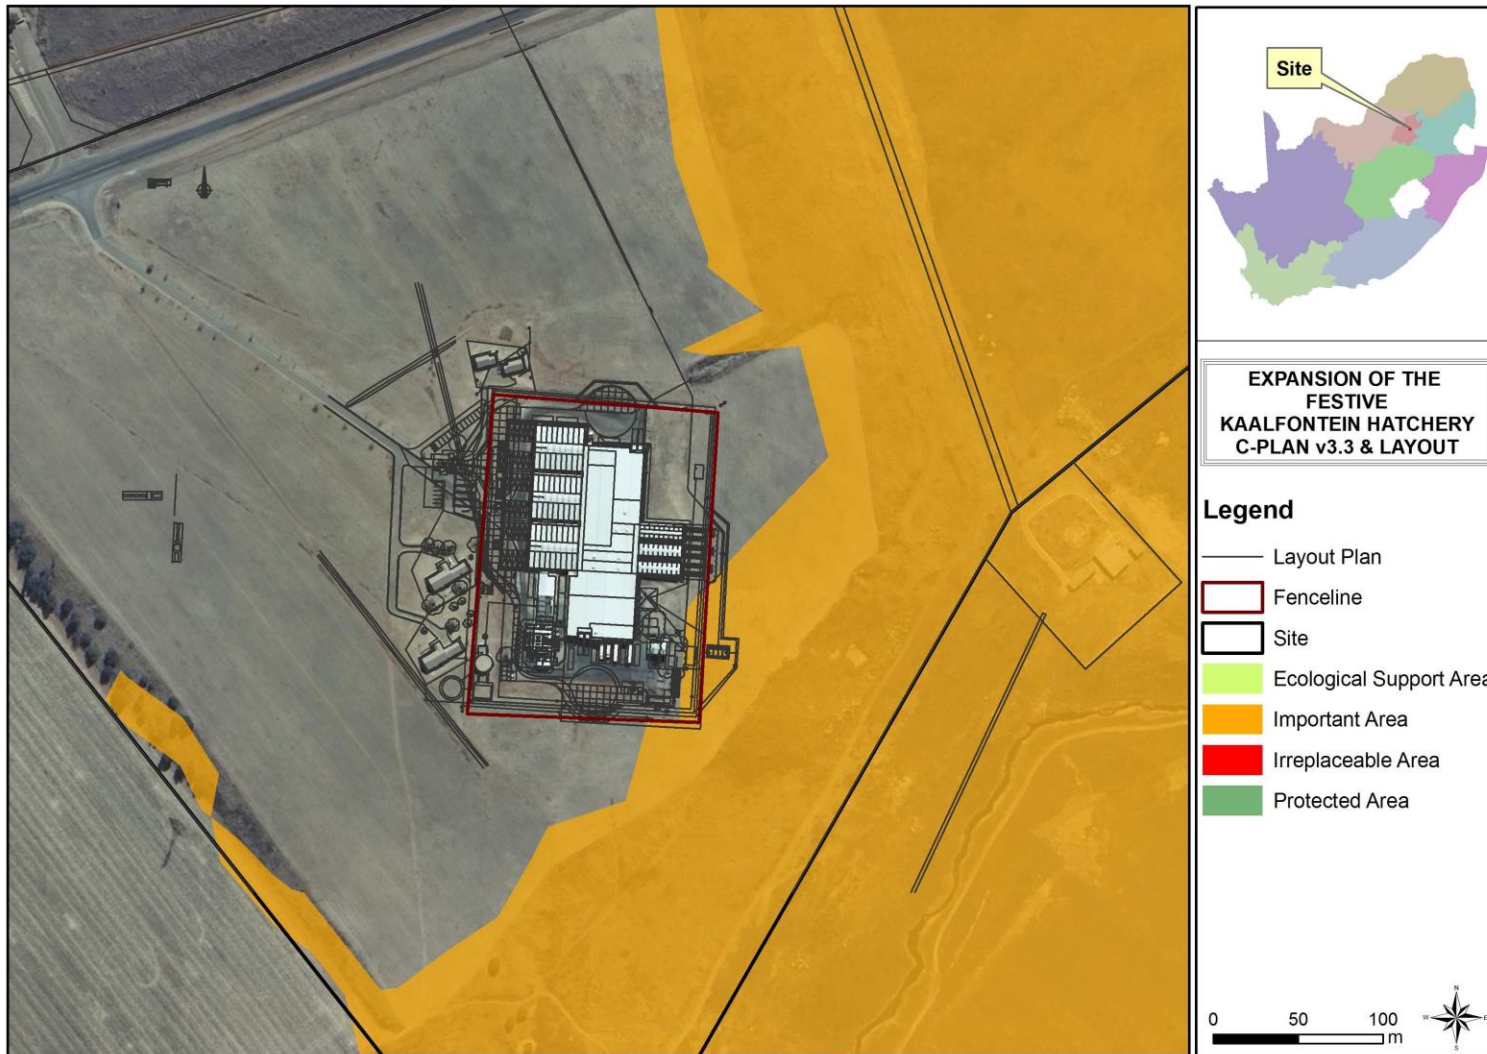 Site
EXPANSION OF THE
FESTIVE
KAALFONTEIN HATCHERY
C-PLAN v3.3 & LAYOUT
Legend
Layout Plan
Fenceline
Site
Ecological Support Area
Important Area
Irreplaceable Area
Protected Area
0 50 100
m
N
W E
S